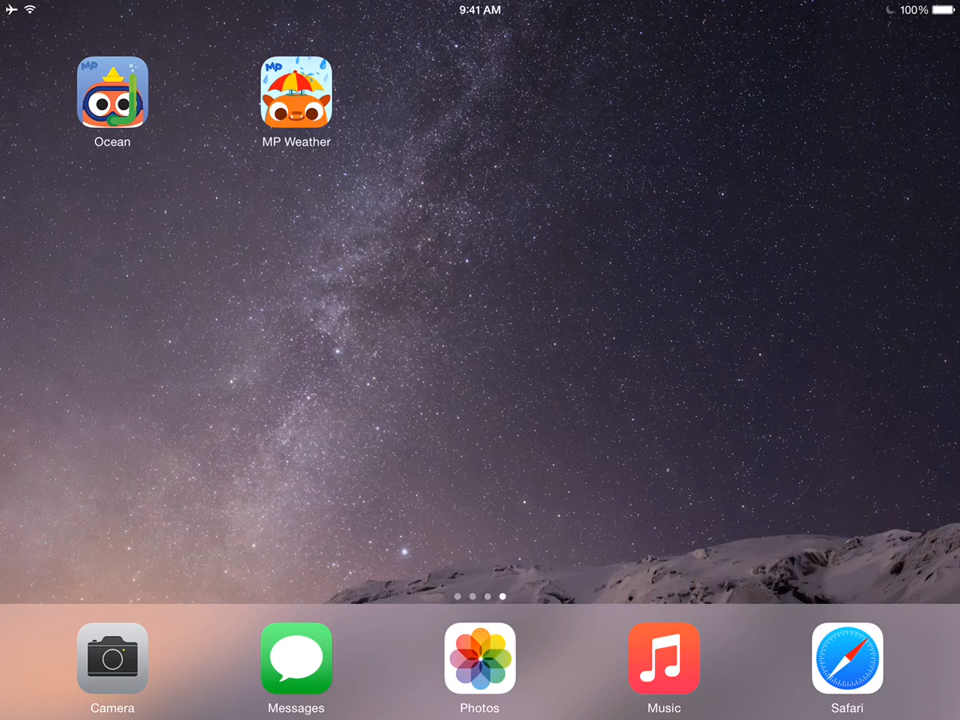 9:41 AM
100%
MP
MP
Ocean
MP Weather
Camera
Messages
Photos
Music
Safari